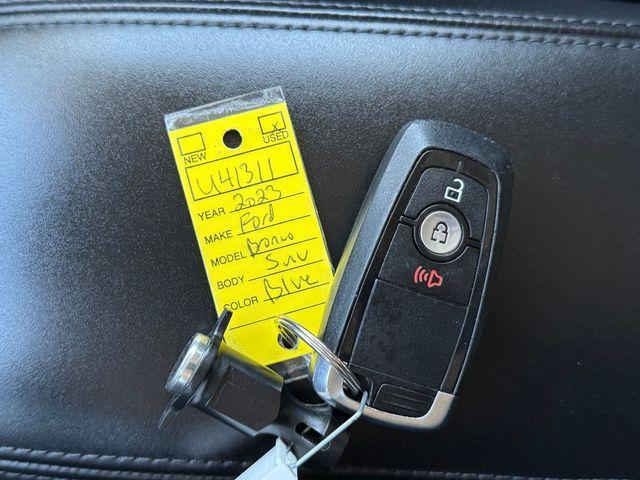 X
NEW USED
U41311
YEAR 2023
MAKE Ford
MODEL Bronco
BODY SUV
COLOR Blue